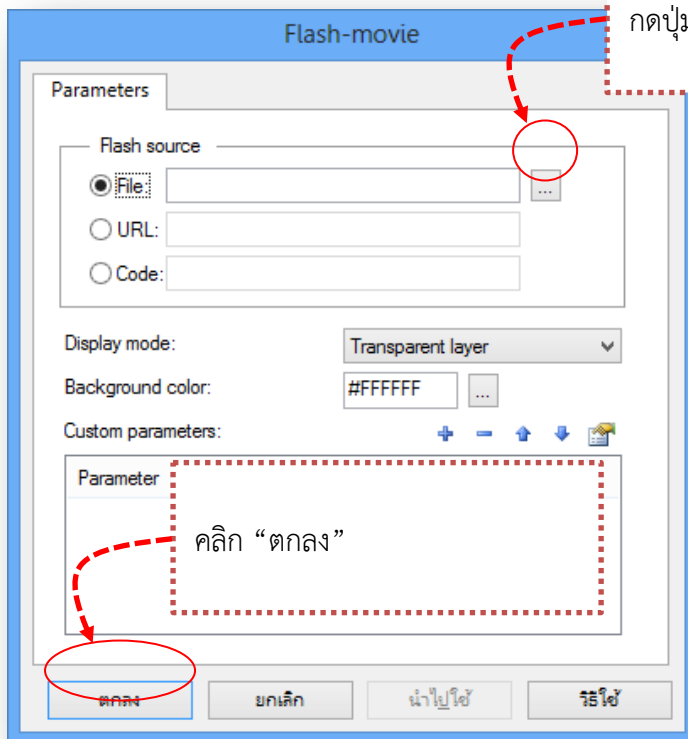 Flash-movie
กดปุ่ม
Parameters
Flash source
File:
...
URL:
Code:
Display mode:
Transparent layer
Background color:
#FFFFFF
...
Custom parameters:
Parameter
คลิก “ตกลง”
ตกลง
ยกเลิก
นำไปใช้
วิธีใช้